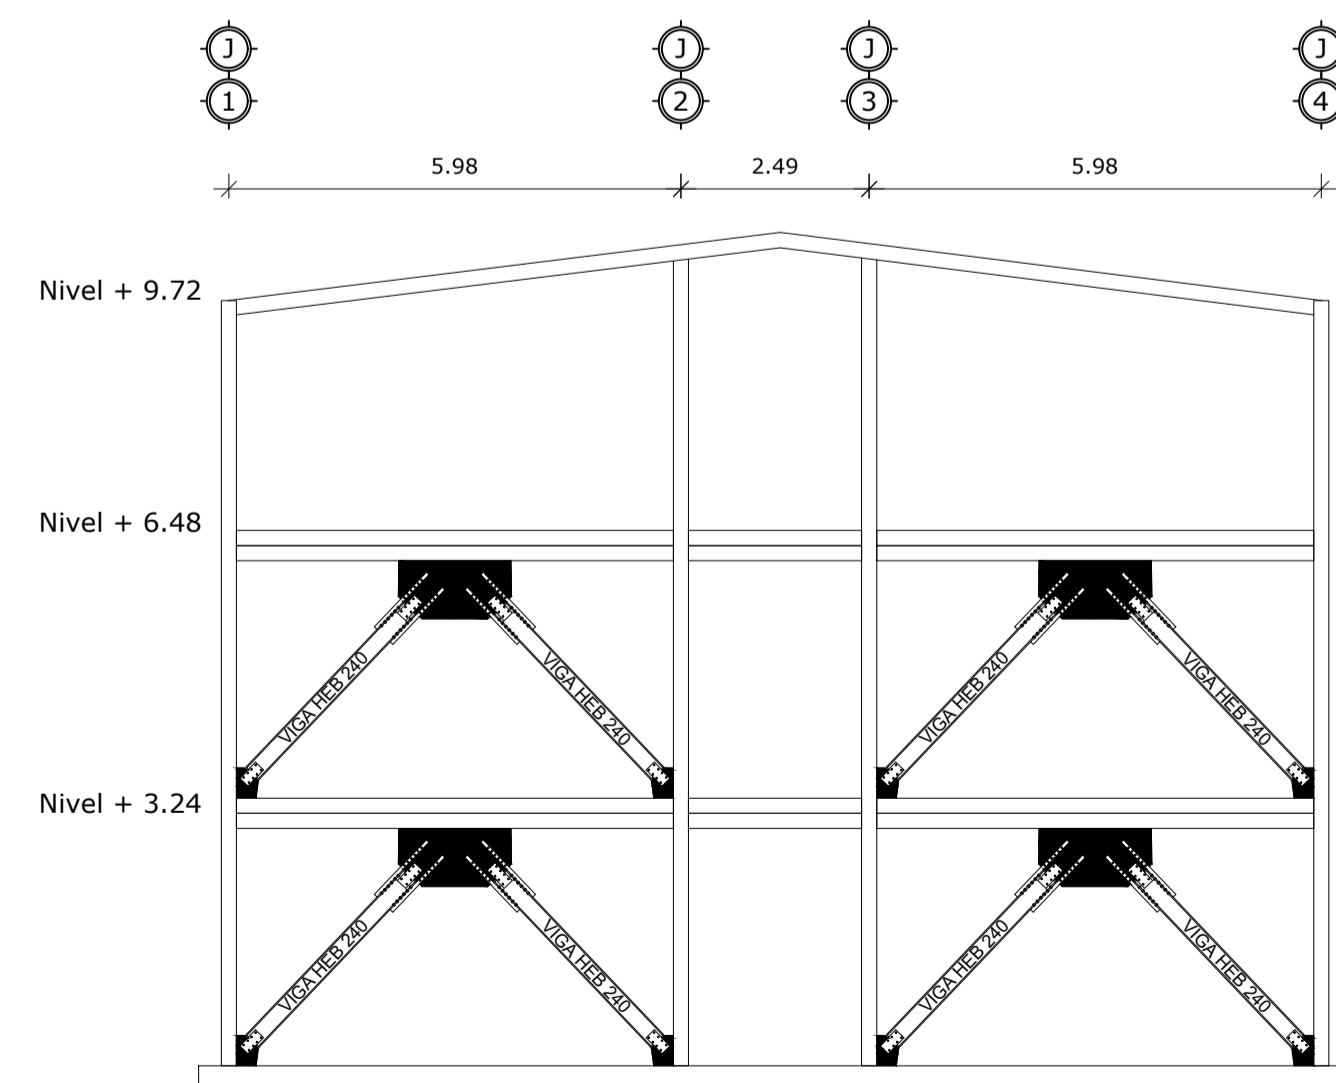 J J J J
1 2 3 4
5.98 2.49 5.98
Nivel + 9.72
Nivel + 6.48
VIGA HEB 240 VIGA HEB 240 VIGA HEB 240 VIGA HEB 240
Nivel + 3.24
VIGA HEB 240 VIGA HEB 240 VIGA HEB 240 VIGA HEB 240